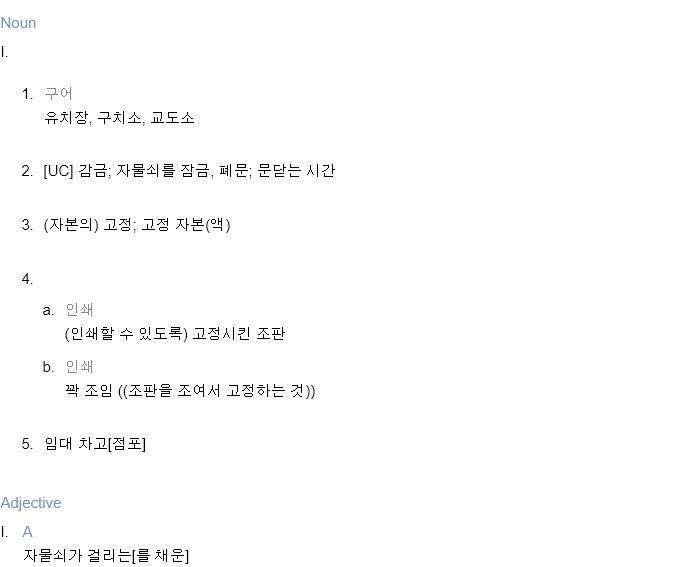 Noun
I.
1. 구어
유치장, 구치소, 교도소
2. [UC] 감금; 자물쇠를 잠금, 폐문; 문닫는 시간
3. (자본의) 고정; 고정 자본(액)
4.
a. 인쇄
(인쇄할 수 있도록) 고정시킨 조판
b. 인쇄
꽉 조임 ((조판을 조여서 고정하는 것))
5. 임대 차고[점포]
Adjective
I. A
자물쇠가 걸리는[를 채운]